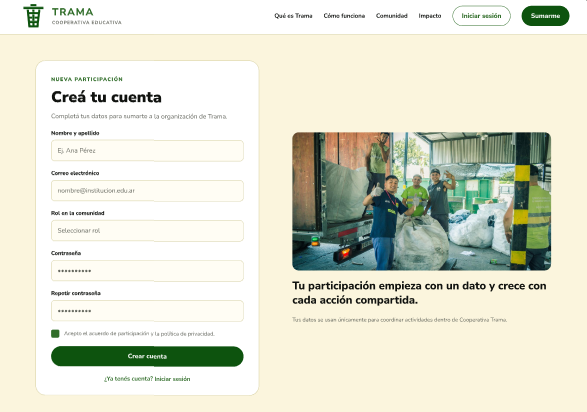 TRAMA
COOPERATIVA EDUCATIVA
Qué es Trama
Cómo funciona
Comunidad
Impacto
Iniciar sesión
Sumarme
NUEVA PARTICIPACIÓN
Creá tu cuenta
Completá tus datos para sumarte a la organización de Trama.
Nombre y apellido
Ej. Ana Pérez
Correo electrónico
nombre@institucion.edu.ar
Rol en la comunidad
Seleccionar rol
Contraseña
••••••••••
Repetir contraseña
••••••••••
Acepto el acuerdo de participación y la política de privacidad.
Crear cuenta
¿Ya tenés cuenta? Iniciar sesión
Tu participación empieza con un dato y crece con
cada acción compartida.
Tus datos se usan únicamente para coordinar actividades dentro de Cooperativa Trama.